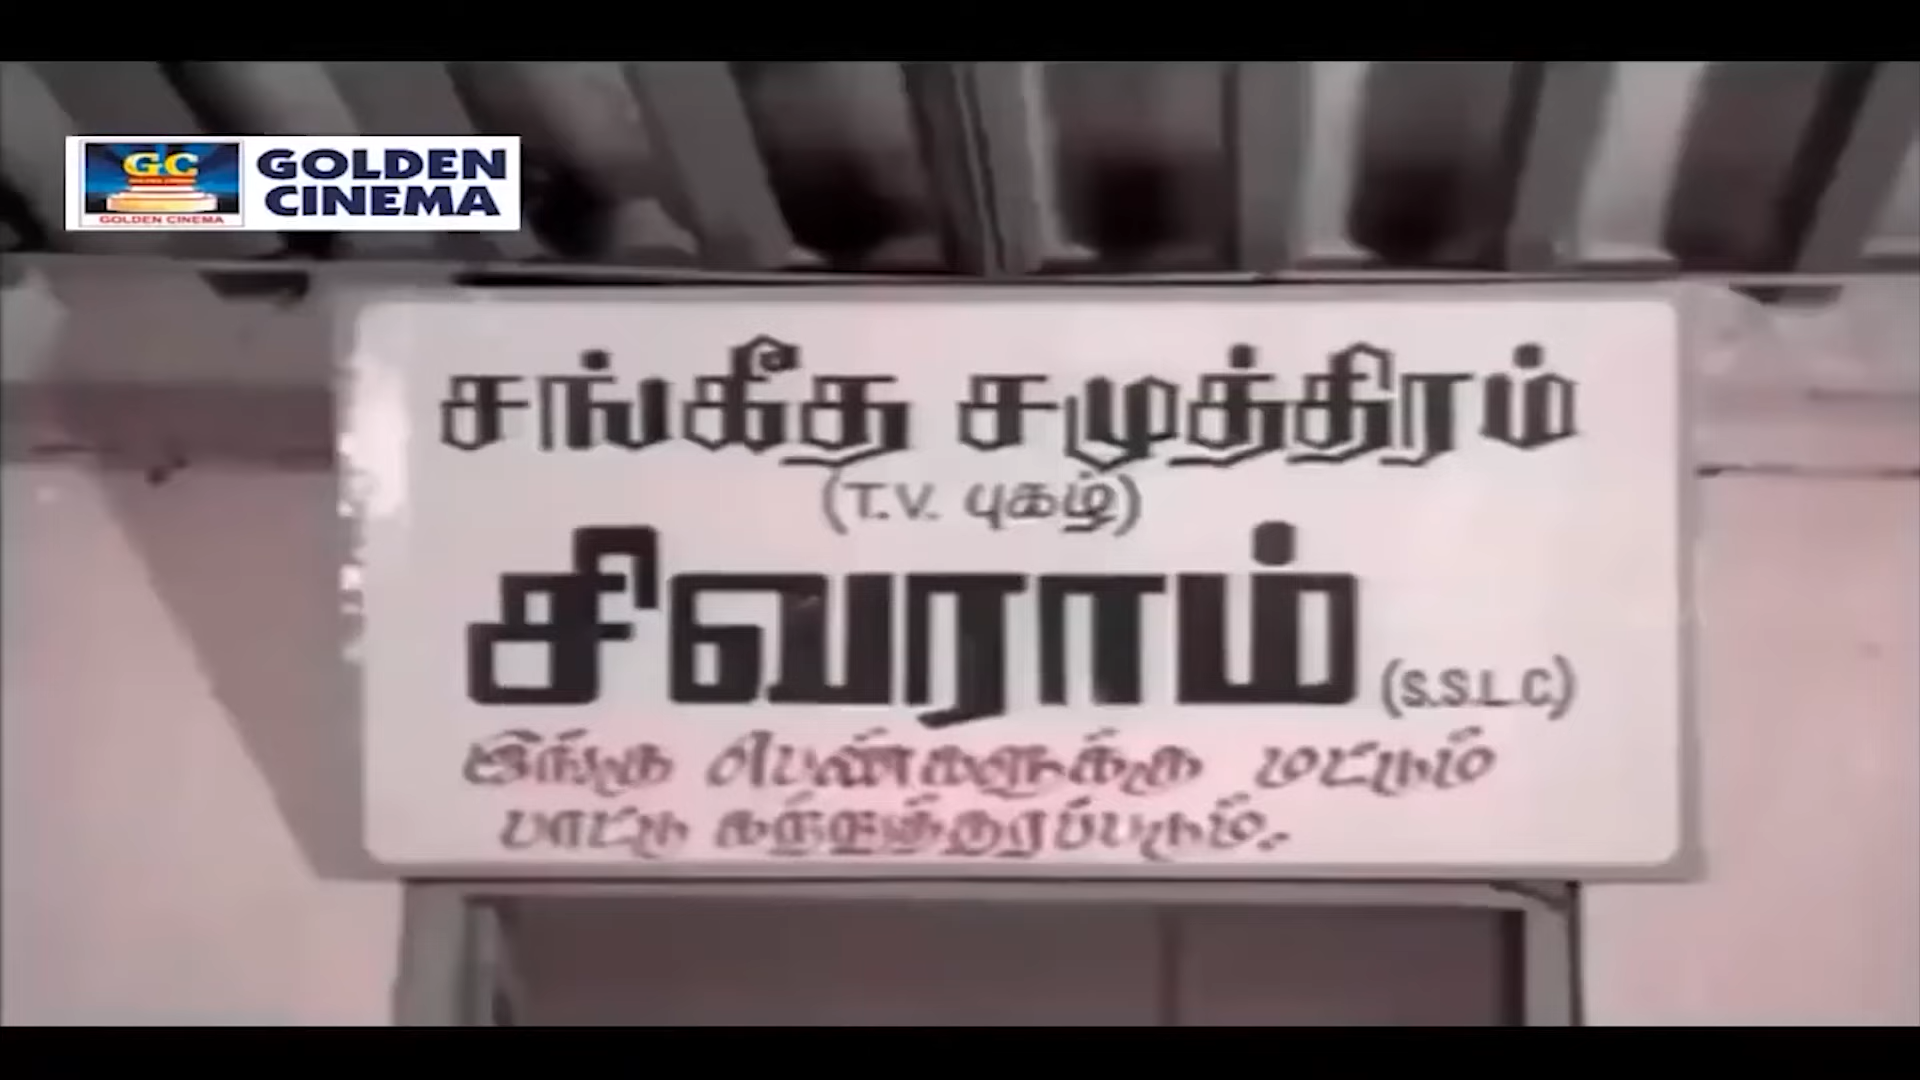 GC
GOLDEN CINEMA
GOLDEN
CINEMA
சங்கீத சமுத்திரம்
(T.V. புகழ்)
சிவராம் (S.S.L.C)
இங்கு பெண்களுக்கு மட்டும்
பாட்டு கற்றுத்தரப்படும்.